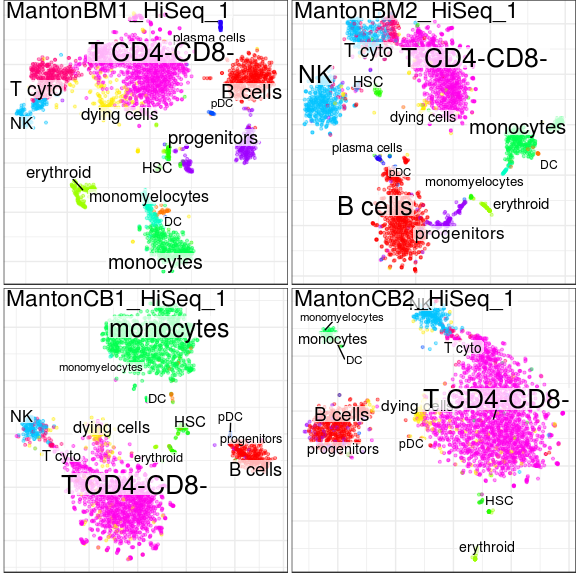 MantonBM1_HiSeq_1
plasma cells
T CD4-CD8-
T cyto
B cells
pDC
NK
dying cells
progenitors
HSC
erythroid
monomyelocytes
DC
monocytes
MantonBM2_HiSeq_1
T cyto
T CD4-CD8-
NK
HSC
dying cells
monocytes
plasma cells
DC
pDC
monomyelocytes
B cells
erythroid
progenitors
MantonCB1_HiSeq_1
monocytes
monomyelocytes
DC
NK
dying cells
HSC
pDC
progenitors
T cyto
erythroid
B cells
T CD4-CD8-
MantonCB2_HiSeq_1
NK
monomyelocytes
monocytes
T cyto
DC
T CD4-CD8-
dying cells
B cells
pDC
progenitors
HSC
erythroid